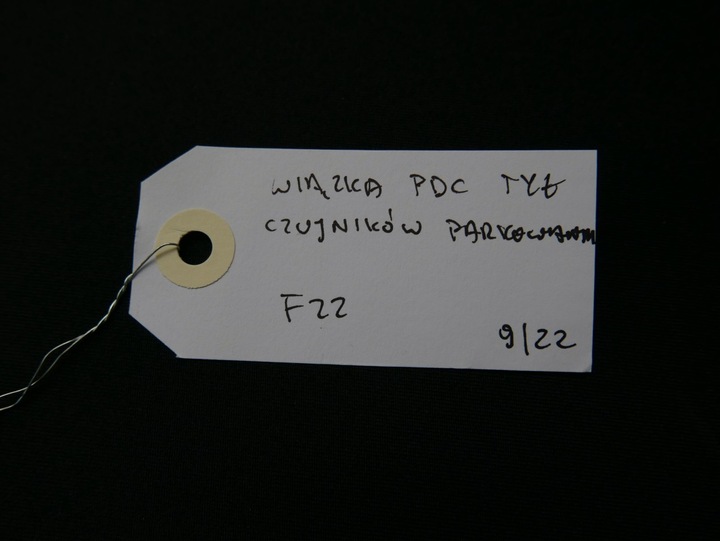 WIĄZKA PDC TYŁ
CZUJNIKÓW PARKOWANIA
F22
9/22